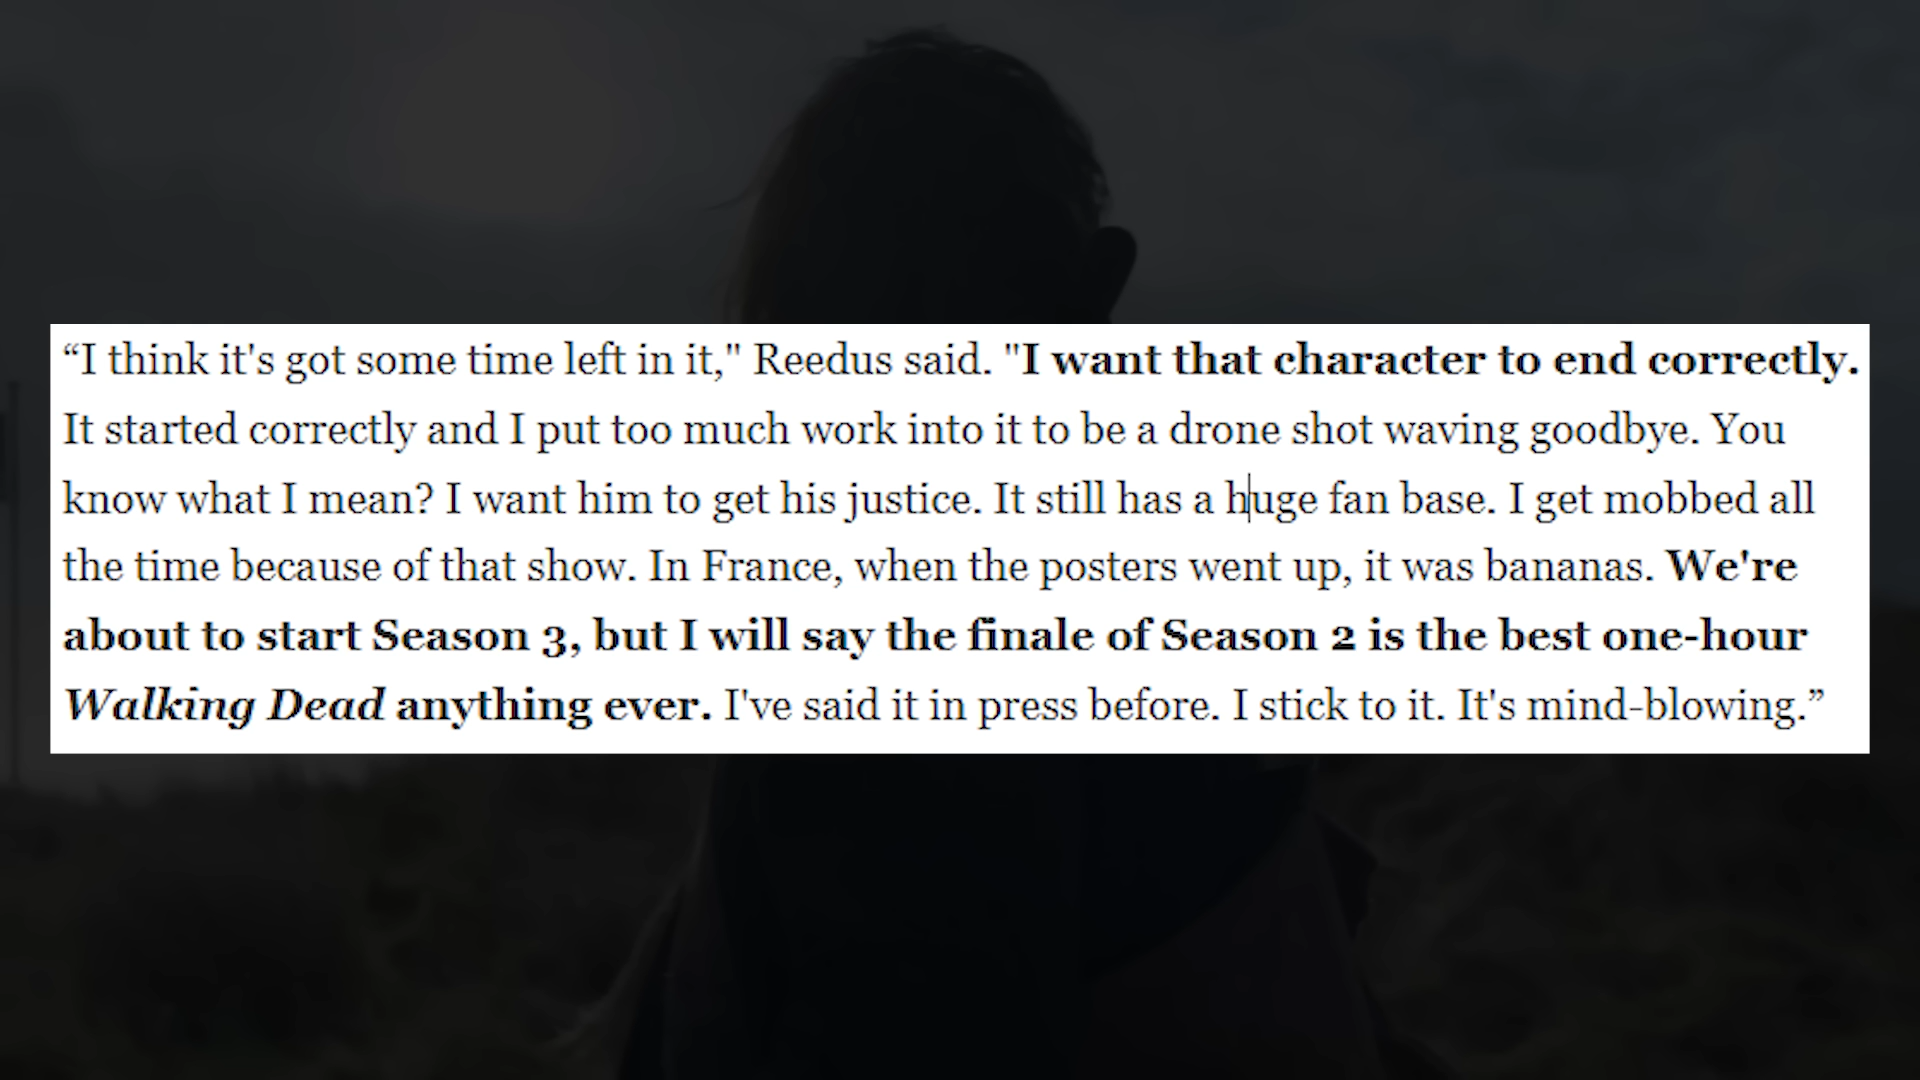 “I think it's got some time left in it," Reedus said. "I want that character to end correctly.
It started correctly and I put too much work into it to be a drone shot waving goodbye. You
know what I mean? I want him to get his justice. It still has a huge fan base. I get mobbed all
the time because of that show. In France, when the posters went up, it was bananas. We're
about to start Season 3, but I will say the finale of Season 2 is the best one-hour
Walking Dead anything ever. I've said it in press before. I stick to it. It's mind-blowing.”